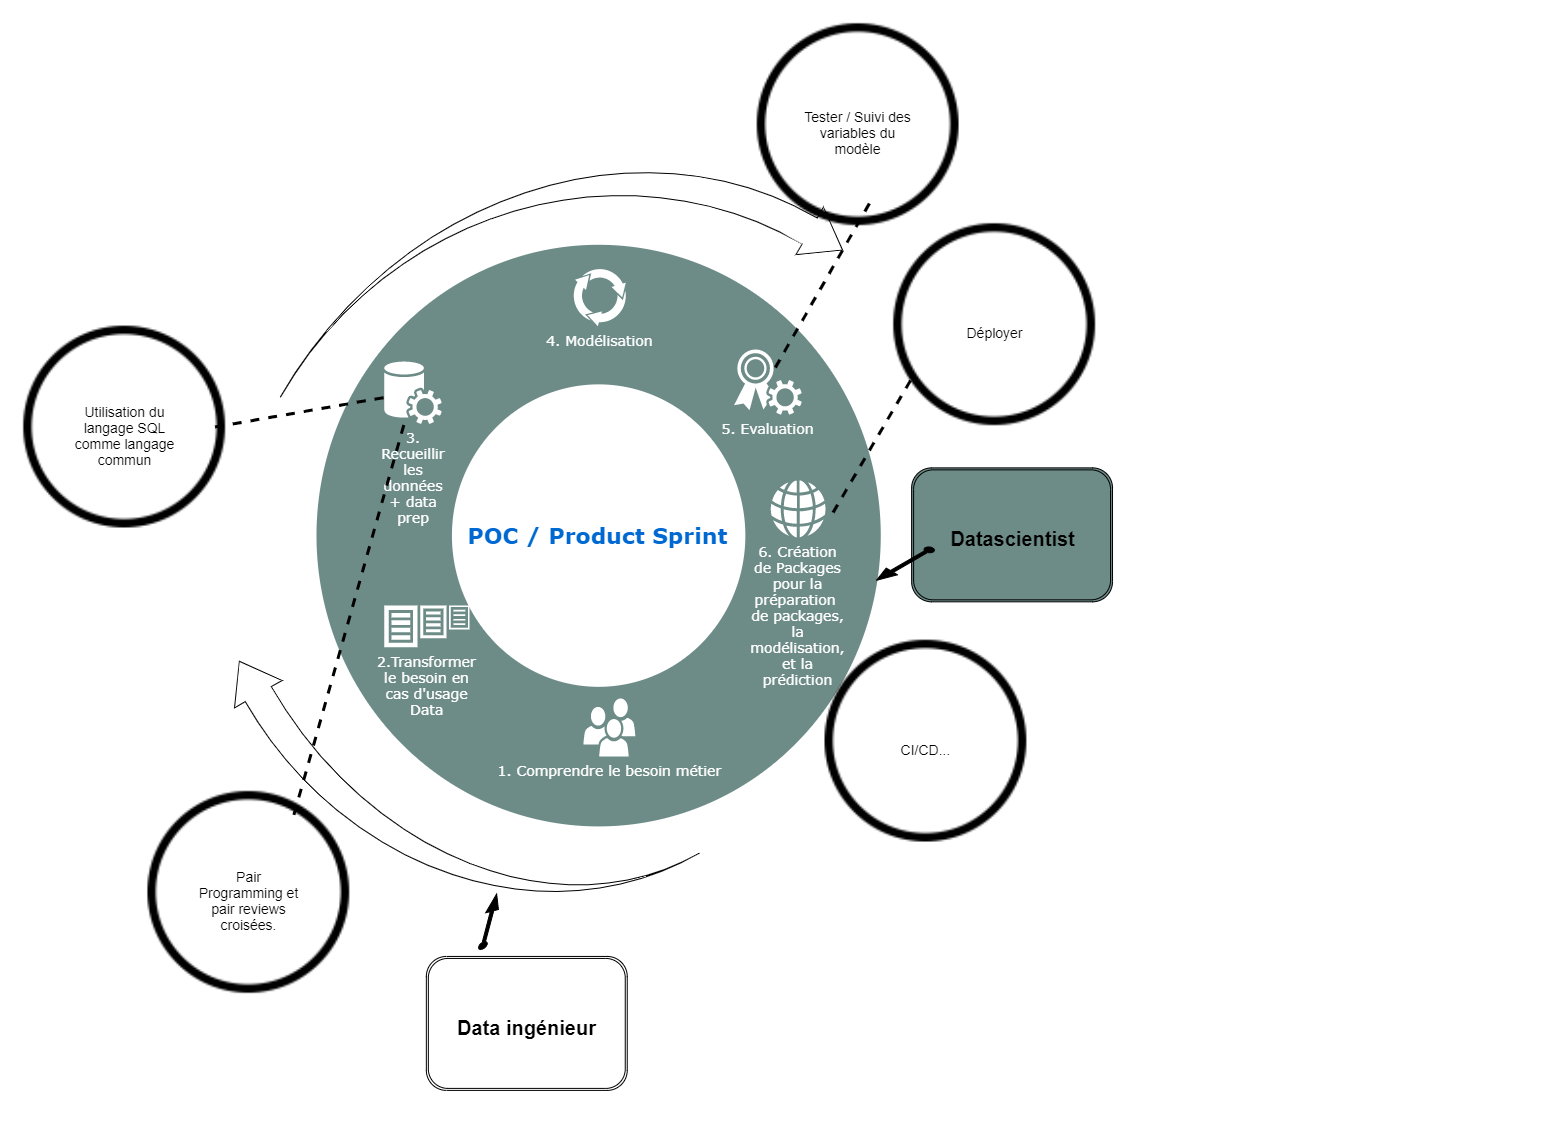 Tester / Suivi des
variables du
modèle
Déployer
4. Modélisation
5. Evaluation
Utilisation du
langage SQL
comme langage
commun
3.
Recueillir
les
données
+ data
prep
POC / Product Sprint
Datascientist
6. Création
de Packages
pour la
préparation
de packages,
la
modélisation,
et la
prédiction
2.Transformer
le besoin en
cas d'usage
Data
1. Comprendre le besoin métier
CI/CD...
Pair
Programming et
pair reviews
croisées.
Data ingénieur